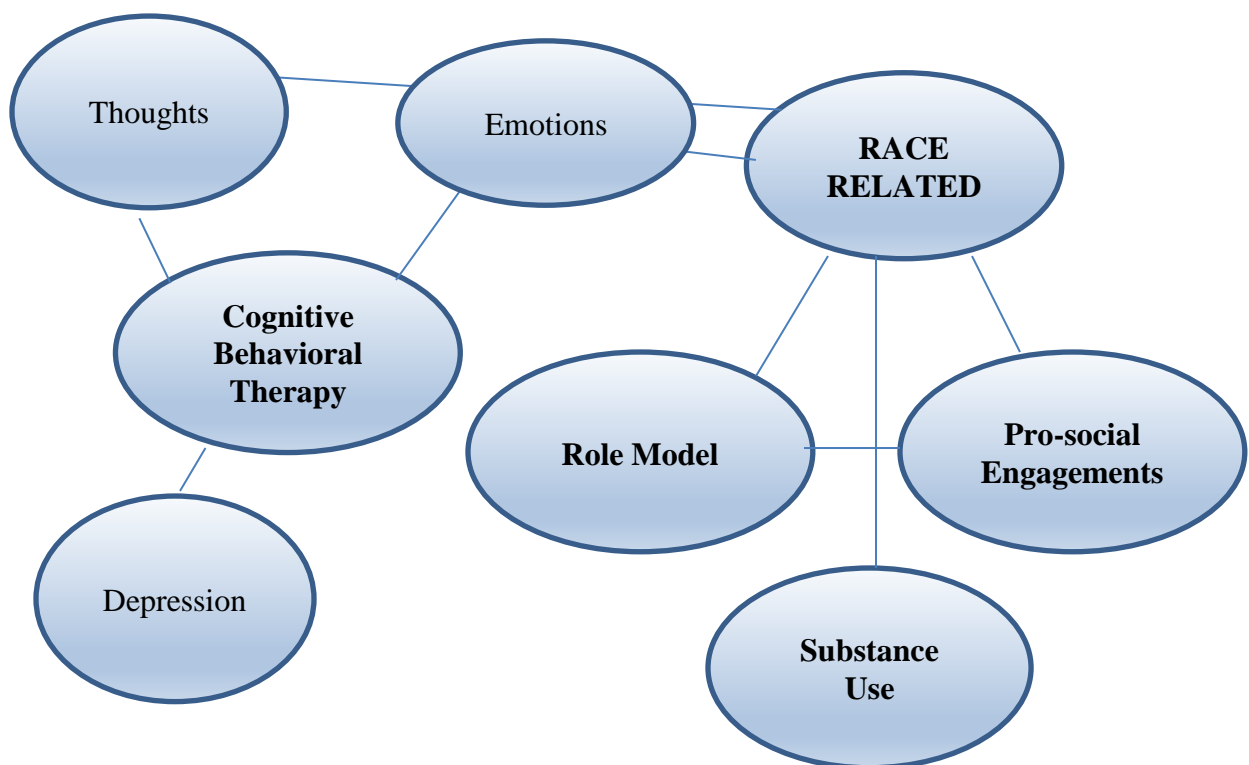 Thoughts
Emotions
RACE
RELATED
Cognitive
Behavioral
Therapy
Role Model
Pro-social
Engagements
Depression
Substance
Use